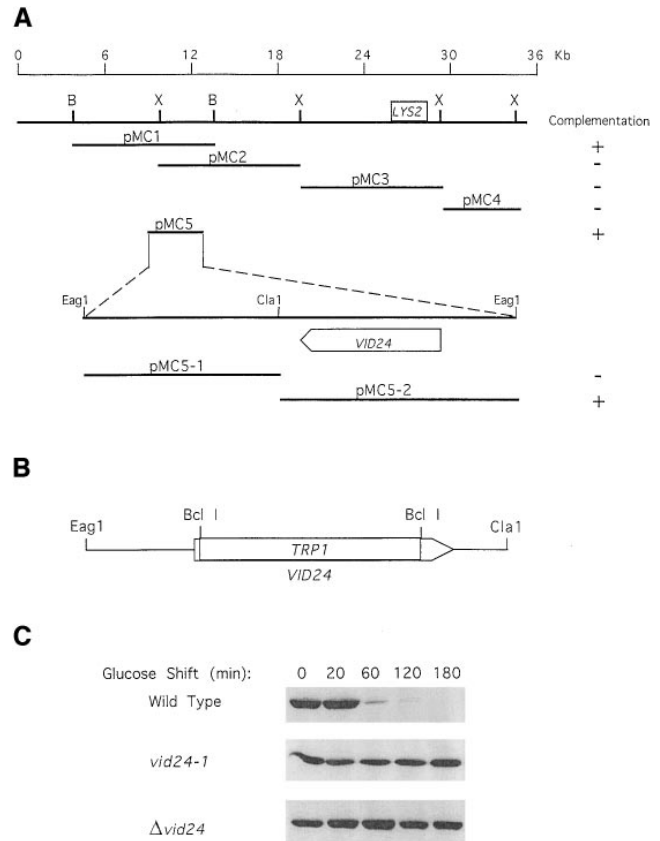 A
0 6 12 18 24 30 36 Kb
B X B X LYS2 X X
Complementation
pMC1 +
pMC2 -
pMC3 -
pMC4 -
pMC5 +
Eag1 Cla1 Eag1
VID24
pMC5-1 -
pMC5-2 +
B
Eag1 Bcl I Bcl I Cla1
TRP1
VID24
C
Glucose Shift (min): 0 20 60 120 180
Wild Type
vid24-1
Δvid24